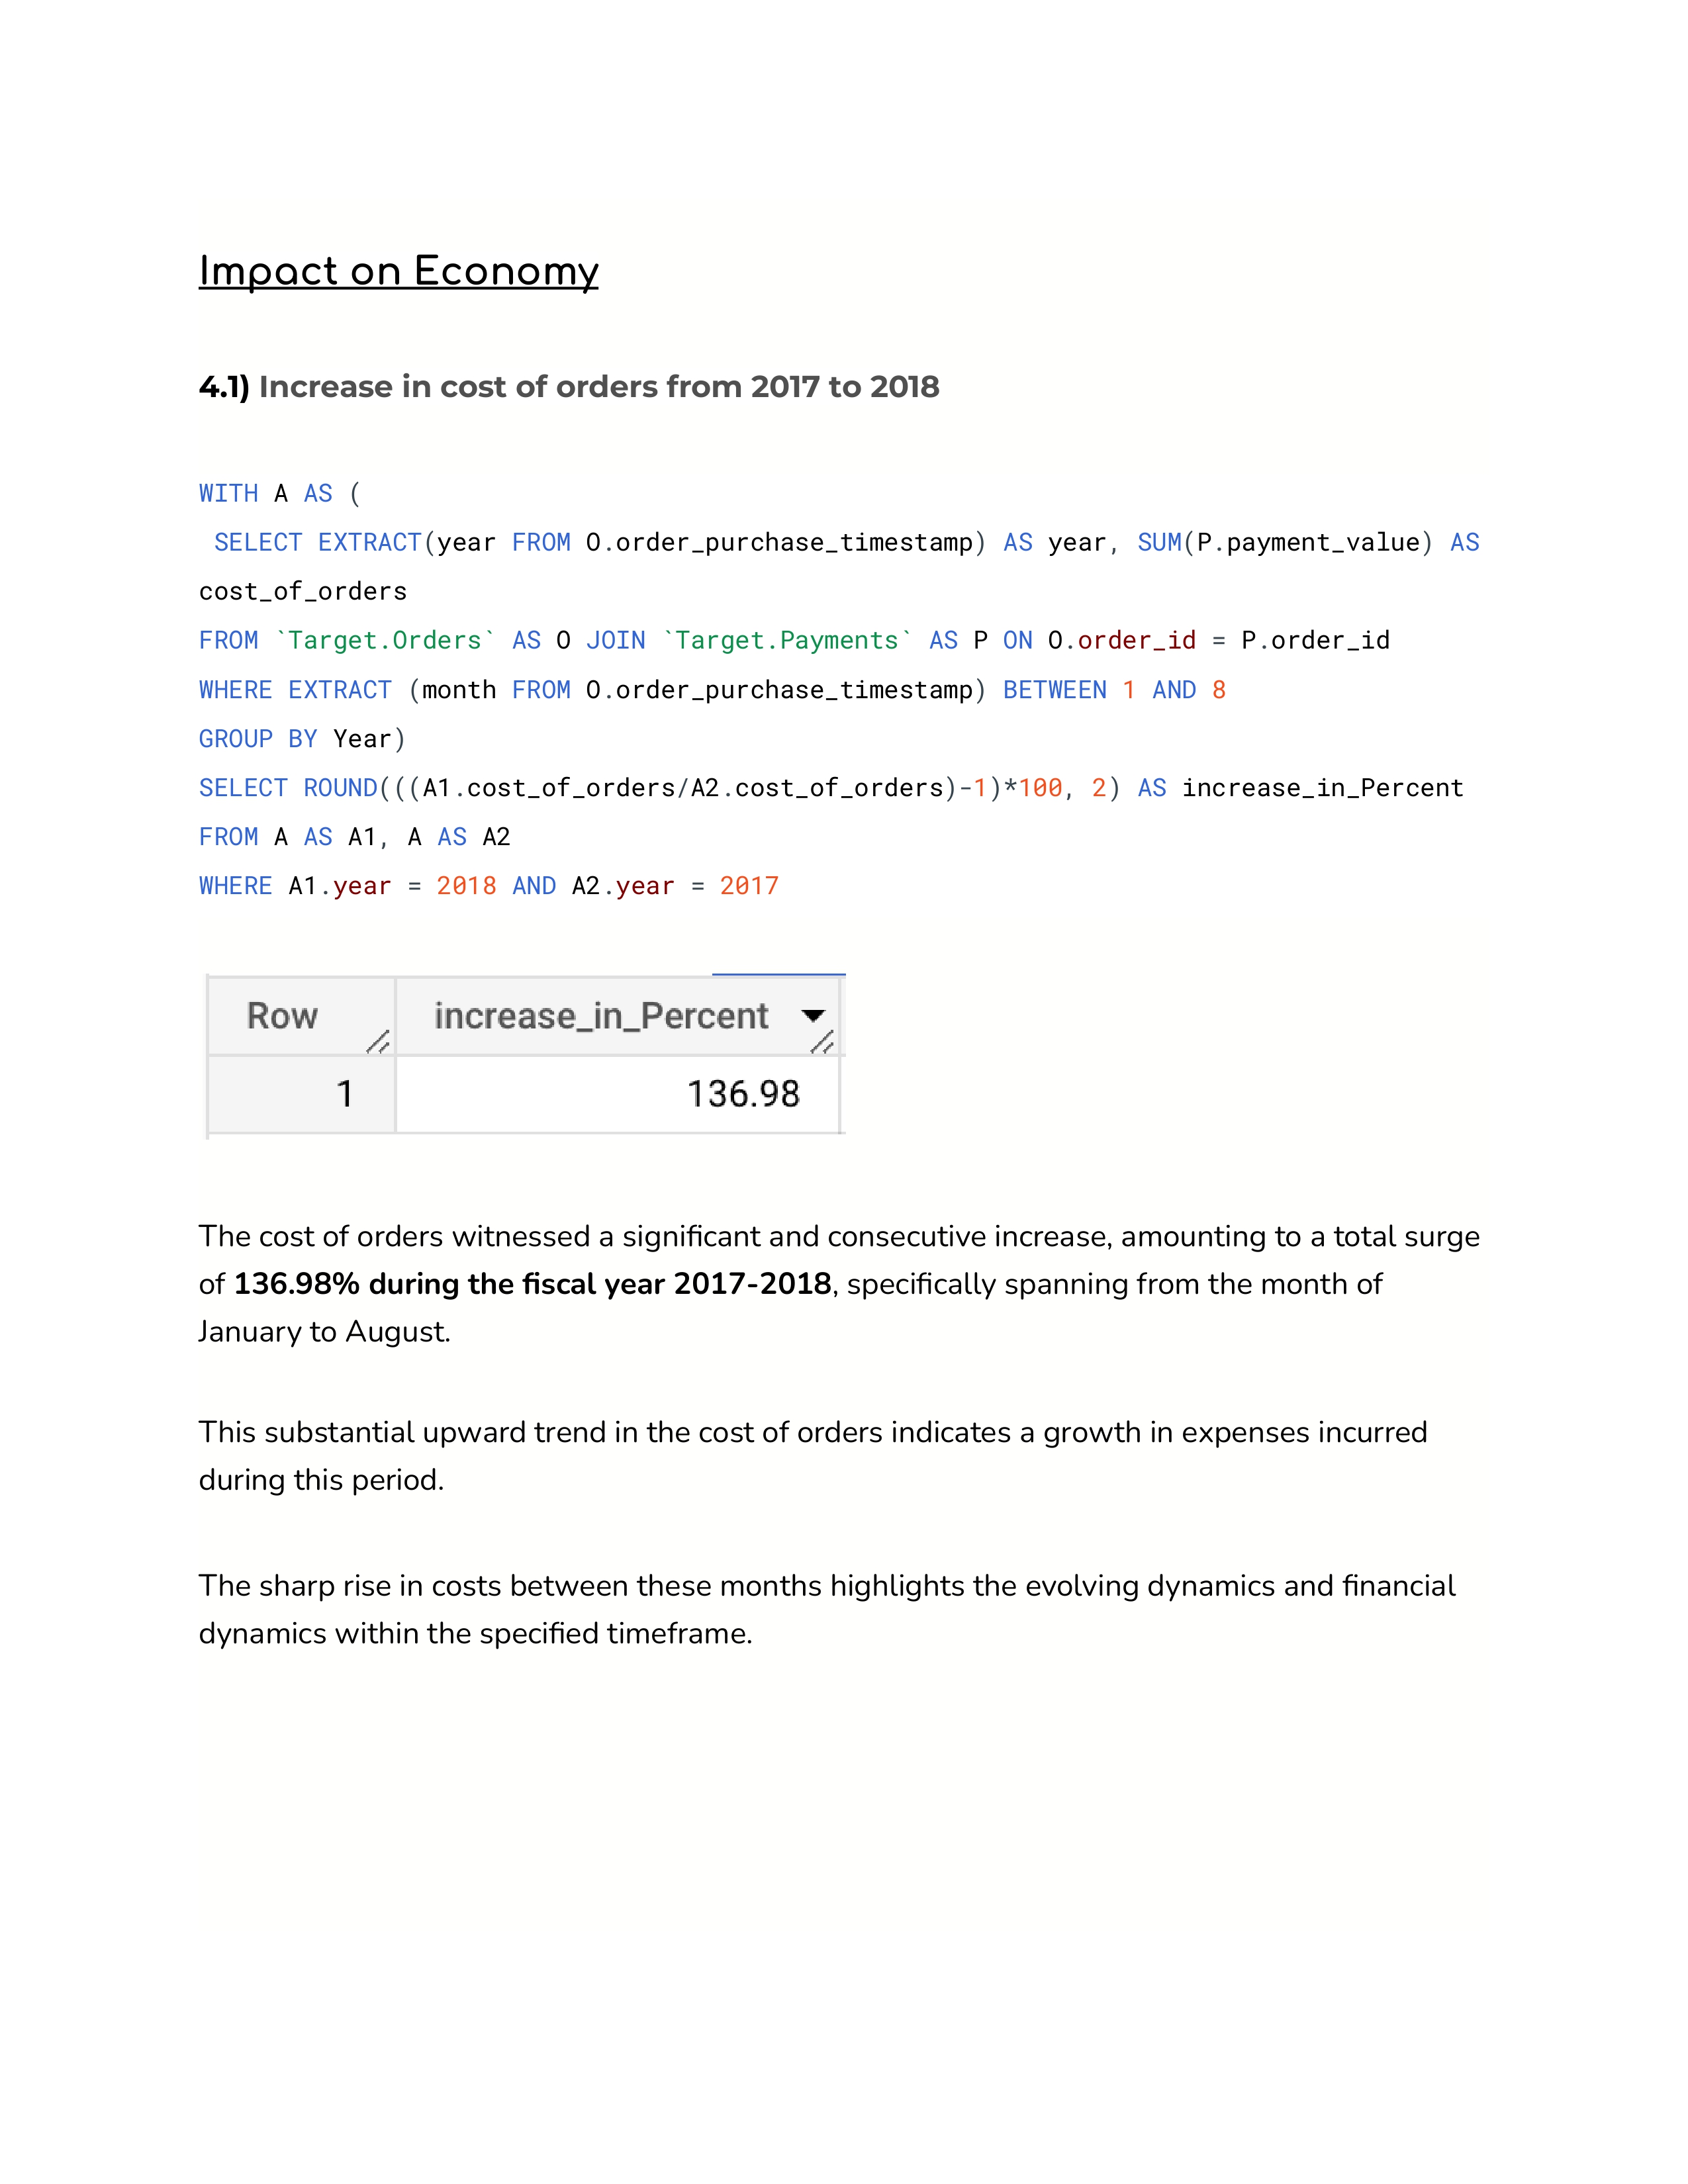 Impact on Economy
4.1) Increase in cost of orders from 2017 to 2018
WITH A AS (
SELECT EXTRACT(year FROM O.order_purchase_timestamp) AS year, SUM(P.payment_value) AS
cost_of_orders
FROM `Target.Orders` AS O JOIN `Target.Payments` AS P ON O.order_id = P.order_id
WHERE EXTRACT (month FROM O.order_purchase_timestamp) BETWEEN 1 AND 8
GROUP BY Year)
SELECT ROUND(((A1.cost_of_orders/A2.cost_of_orders)-1)*100, 2) AS increase_in_Percent
FROM A AS A1, A AS A2
WHERE A1.year = 2018 AND A2.year = 2017
Row increase_in_Percent
1 136.98
The cost of orders witnessed a significant and consecutive increase, amounting to a total surge
of 136.98% during the fiscal year 2017-2018, specifically spanning from the month of
January to August.
This substantial upward trend in the cost of orders indicates a growth in expenses incurred
during this period.
The sharp rise in costs between these months highlights the evolving dynamics and financial
dynamics within the specified timeframe.